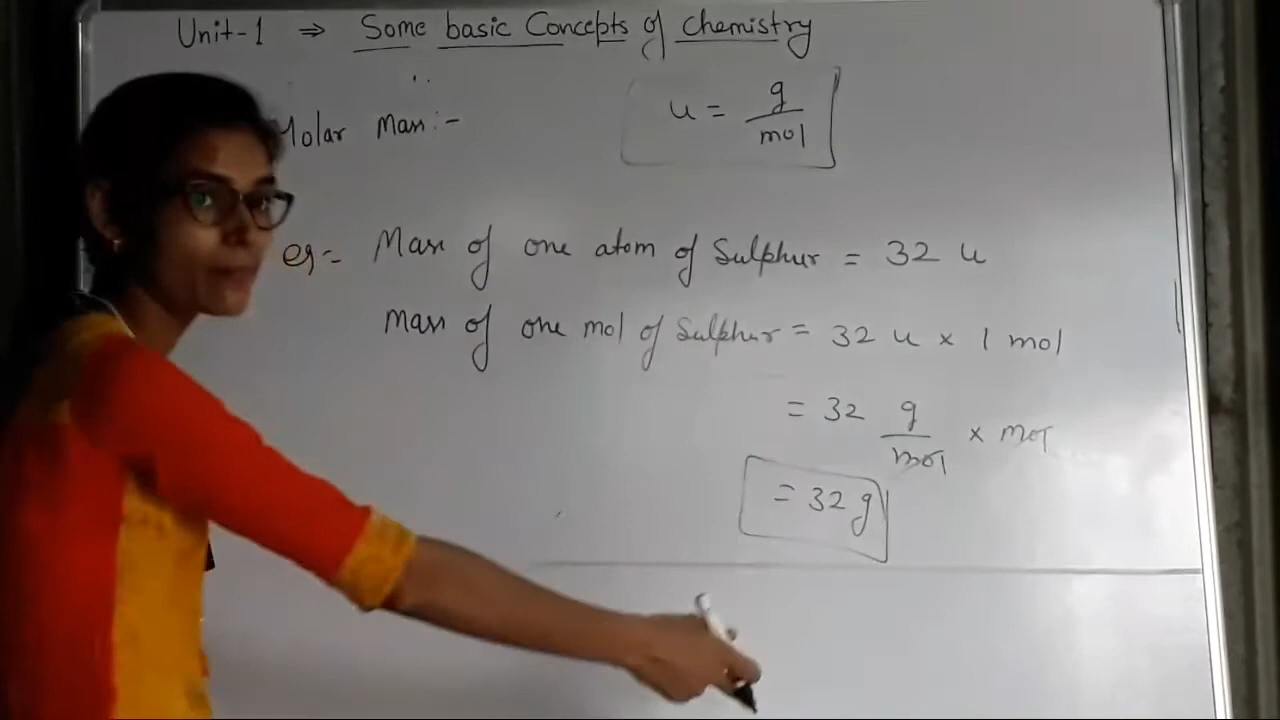 Unit-1 ⇒ Some basic Concepts of Chemistry
Molar Mass :-
u = g/mol
eg = Mass of one atom of Sulphur = 32 u
Mass of one mol of Sulphur = 32 u × 1 mol
= 32 g/mol × mol
= 32 g